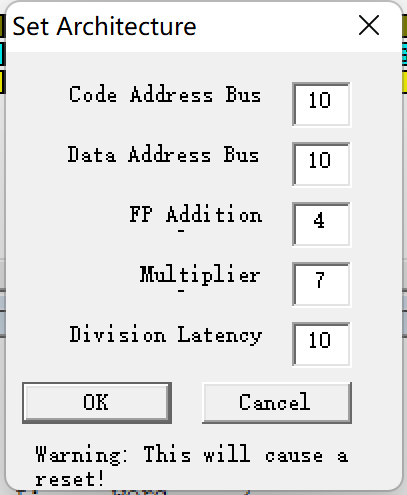 Set Architecture
Code Address Bus 10
Data Address Bus 10
FP Addition 4
Multiplier 7
Division Latency 10
OK Cancel
Warning: This will cause a
reset!